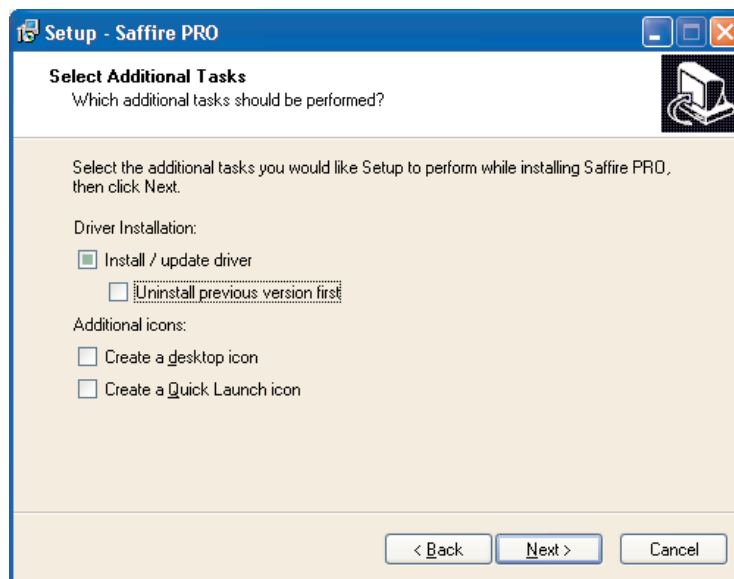 Setup - Saffire PRO
Select Additional Tasks
Which additional tasks should be performed?
Select the additional tasks you would like Setup to perform while installing Saffire PRO,
then click Next.
Driver Installation:
Install / update driver
Uninstall previous version first
Additional icons:
Create a desktop icon
Create a Quick Launch icon
< Back
Next >
Cancel